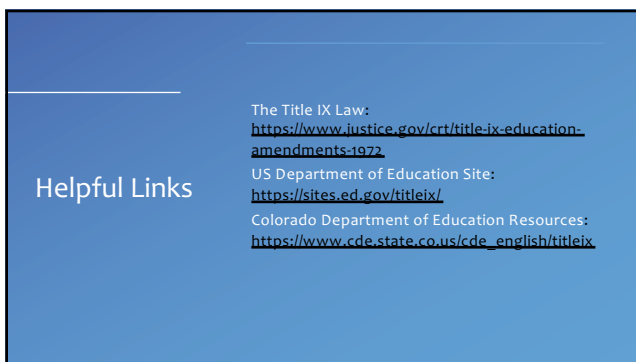 Helpful Links
The Title IX Law:
https://www.justice.gov/crt/title-ix-education-
amendments-1972
US Department of Education Site:
https://sites.ed.gov/titleix/
Colorado Department of Education Resources:
https://www.cde.state.co.us/cde_english/titleix